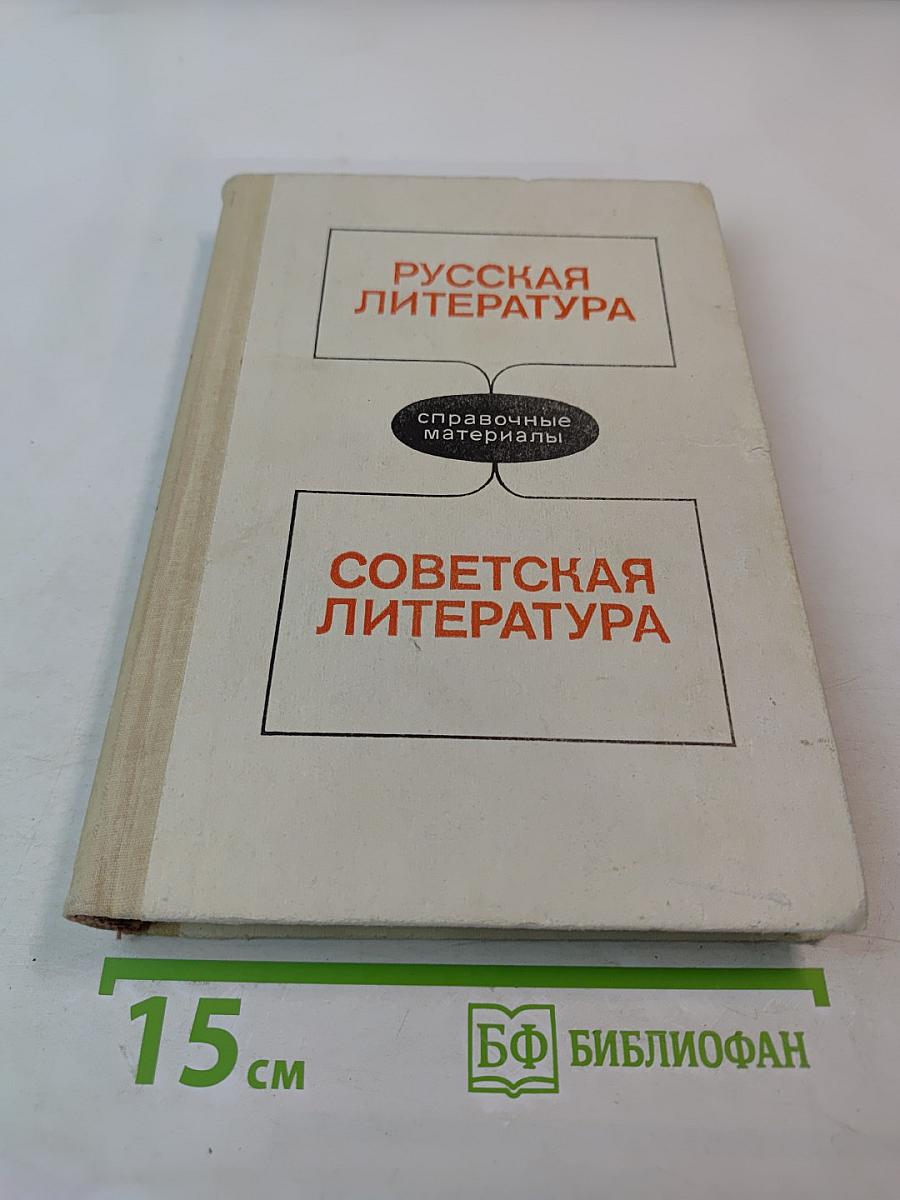 РУССКАЯ
ЛИТЕРАТУРА
справочные
материалы
СОВЕТСКАЯ
ЛИТЕРАТУРА
15 см
БФ БИБЛИОФАН